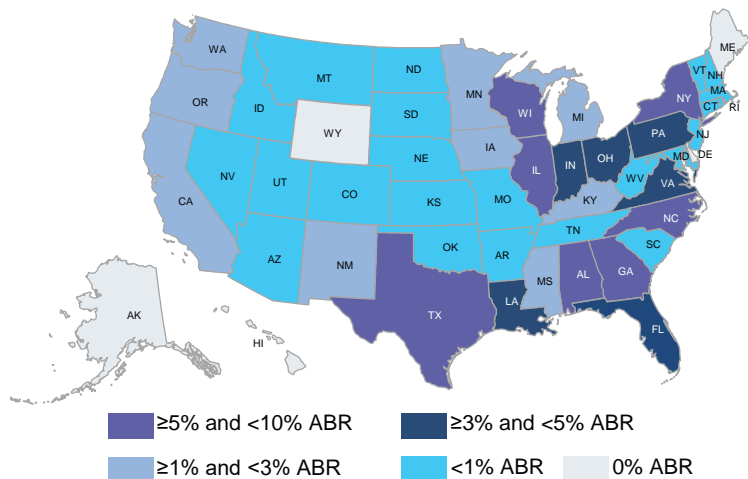 WA
ME
MT
ND
VT
NH
MN
OR
MA
ID
SD
WI
NY
CT
RI
MI
WY
PA
NJ
IA
NE
OH
MD
DE
IL
IN
NV
WV
UT
CO
VA
CA
KS
MO
KY
NC
TN
OK
AR
SC
AZ
NM
MS
AL
GA
LA
TX
FL
AK
HI
≥5% and <10% ABR
≥3% and <5% ABR
≥1% and <3% ABR
<1% ABR
0% ABR